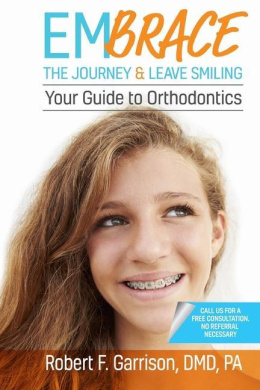 EMBRACE
THE JOURNEY & LEAVE SMILING
Your Guide to Orthodontics
CALL US FOR A
FREE CONSULTATION,
NO REFERRAL
NECESSARY
Robert F. Garrison, DMD, PA